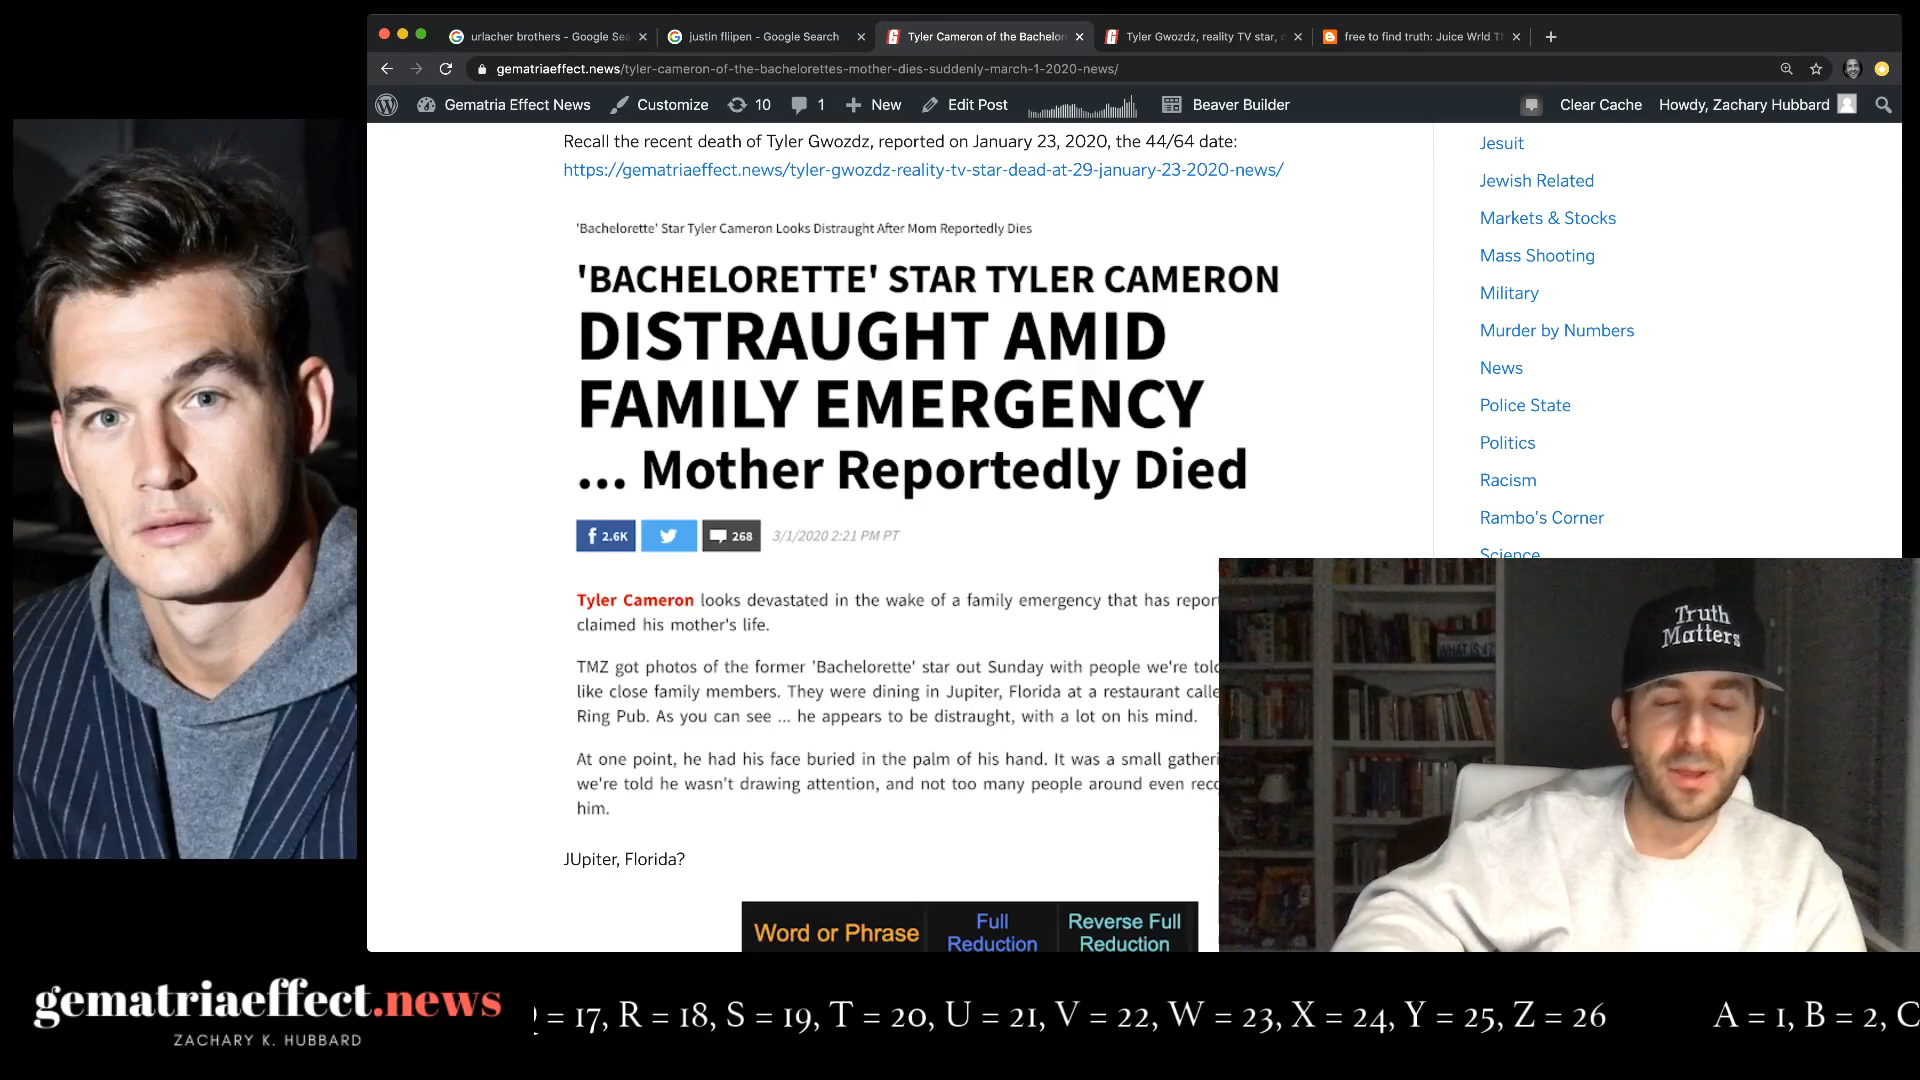 urlacher brothers - Google Sea
justin fliipen - Google Search
Tyler Cameron of the Bachelor
Tyler Gwozdz, reality TV star,
free to find truth: Juice Wrld
gematriaeffect.news/tyler-cameron-of-the-bachelorettes-mother-dies-suddenly-march-1-2020-news/
Gematria Effect News
Customize
10
1
New
Edit Post
Beaver Builder
Clear Cache
Howdy, Zachary Hubbard
Recall the recent death of Tyler Gwozdz, reported on January 23, 2020, the 44/64 date:
https://gematriaeffect.news/tyler-gwozdz-reality-tv-star-dead-at-29-january-23-2020-news/
'Bachelorette' Star Tyler Cameron Looks Distraught After Mom Reportedly Dies
'BACHELORETTE' STAR TYLER CAMERON
DISTRAUGHT AMID
FAMILY EMERGENCY
... Mother Reportedly Died
2.6K
268
3/1/2020 2:21 PM PT
Tyler Cameron looks devastated in the wake of a family emergency that has report
claimed his mother's life.
TMZ got photos of the former 'Bachelorette' star out Sunday with people we're told
like close family members. They were dining in Jupiter, Florida at a restaurant calle
Ring Pub. As you can see ... he appears to be distraught, with a lot on his mind.
At one point, he had his face buried in the palm of his hand. It was a small gatheri
we're told he wasn't drawing attention, and not too many people around even reco
him.
JUpiter, Florida?
Word or Phrase
Full
Reduction
Reverse Full
Reduction
Jesuit
Jewish Related
Markets & Stocks
Mass Shooting
Military
Murder by Numbers
News
Police State
Politics
Racism
Rambo's Corner
Science
Truth
Matters
gematriaeffect.news
ZACHARY K. HUBBARD
= 17, R = 18, S = 19, T = 20, U = 21, V = 22, W = 23, X = 24, Y = 25, Z = 26
A = 1, B = 2, C